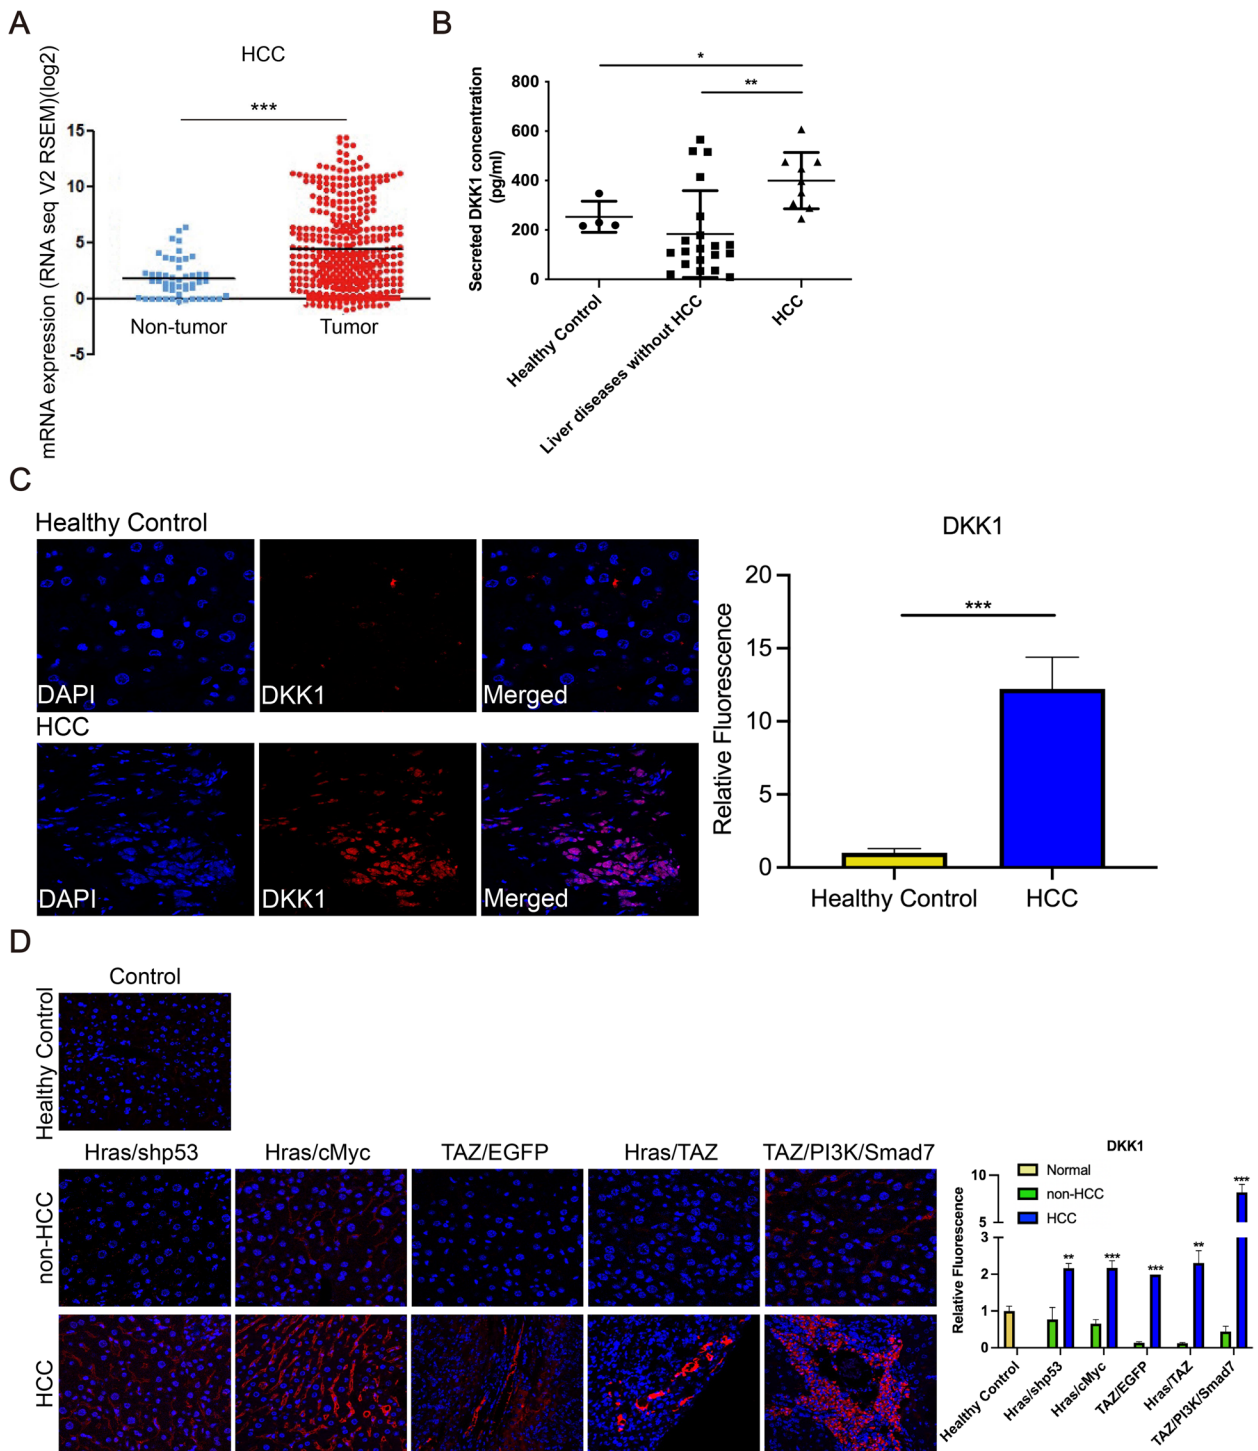 A
HCC
***
mRNA expression (RNA seq V2 RSEM)(log2)
15
10
5
0
-5
Non-tumor
Tumor
B
*
**
Secreted DKK1 concentration
(pg/ml)
800
600
400
200
0
Healthy Control
Liver diseases without HCC
HCC
C
Healthy Control
DAPI
DKK1
Merged
HCC
DAPI
DKK1
Merged
DKK1
***
Relative Fluorescence
20
15
10
5
0
Healthy Control
HCC
D
Control
Healthy Control
Hras/shp53
Hras/cMyc
TAZ/EGFP
Hras/TAZ
TAZ/PI3K/Smad7
non-HCC
HCC
DKK1
Normal
non-HCC
HCC
Relative Fluorescence
10
5
3
2
1
0
**
***
***
**
***
Healthy Control
Hras/shp53
Hras/cMyc
TAZ/EGFP
Hras/TAZ
TAZ/PI3K/Smad7